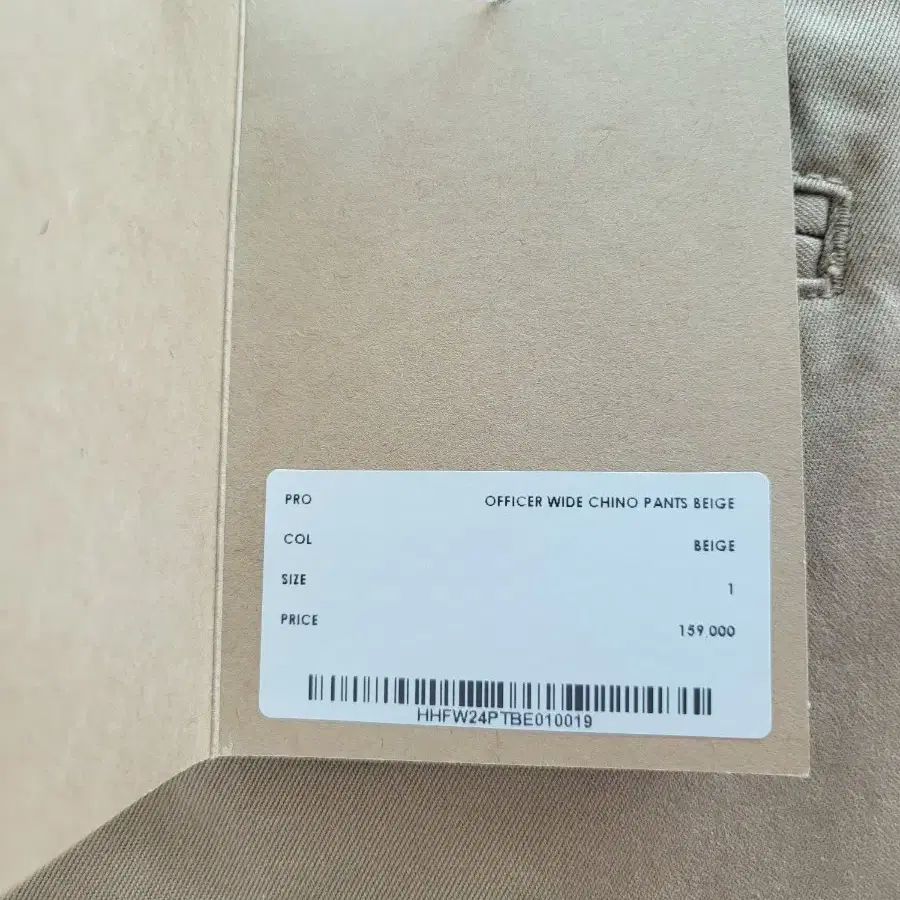 PRO OFFICER WIDE CHINO PANTS BEIGE
COL BEIGE
SIZE 1
PRICE 159,000
HHFW24PTBE010019